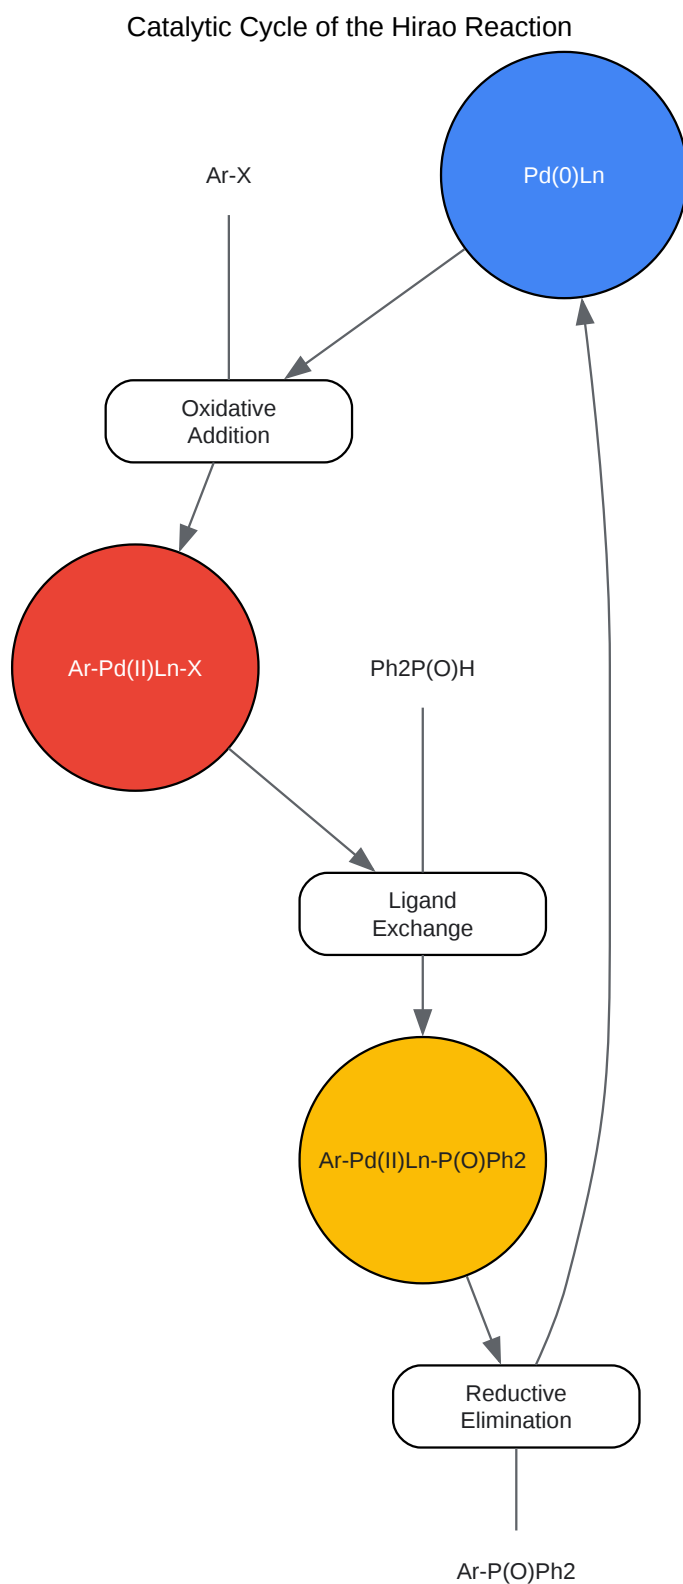 Catalytic Cycle of the Hirao Reaction
Pd(0)Ln
Ar-X
Oxidative
Addition
Ar-Pd(II)Ln-X
Ph2P(O)H
Ligand
Exchange
Ar-Pd(II)Ln-P(O)Ph2
Reductive
Elimination
Ar-P(O)Ph2